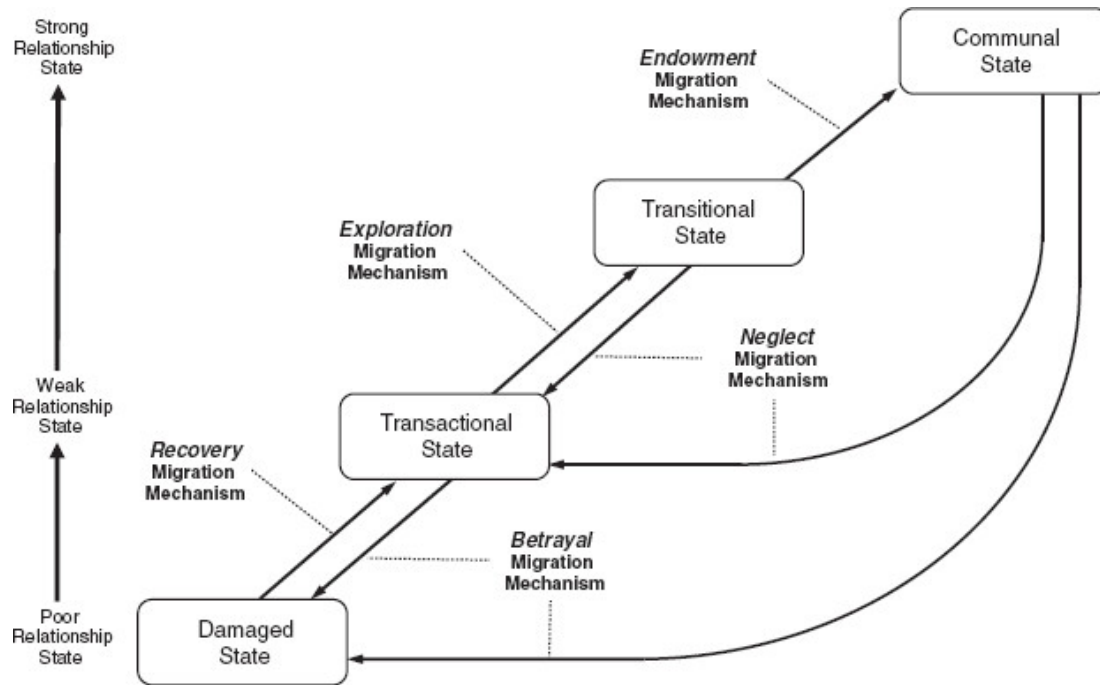 Strong
Relationship
State
Communal
State
Endowment
Migration
Mechanism
Transitional
State
Exploration
Migration
Mechanism
Neglect
Migration
Mechanism
Weak
Relationship
State
Transactional
State
Recovery
Migration
Mechanism
Betrayal
Migration
Mechanism
Poor
Relationship
State
Damaged
State